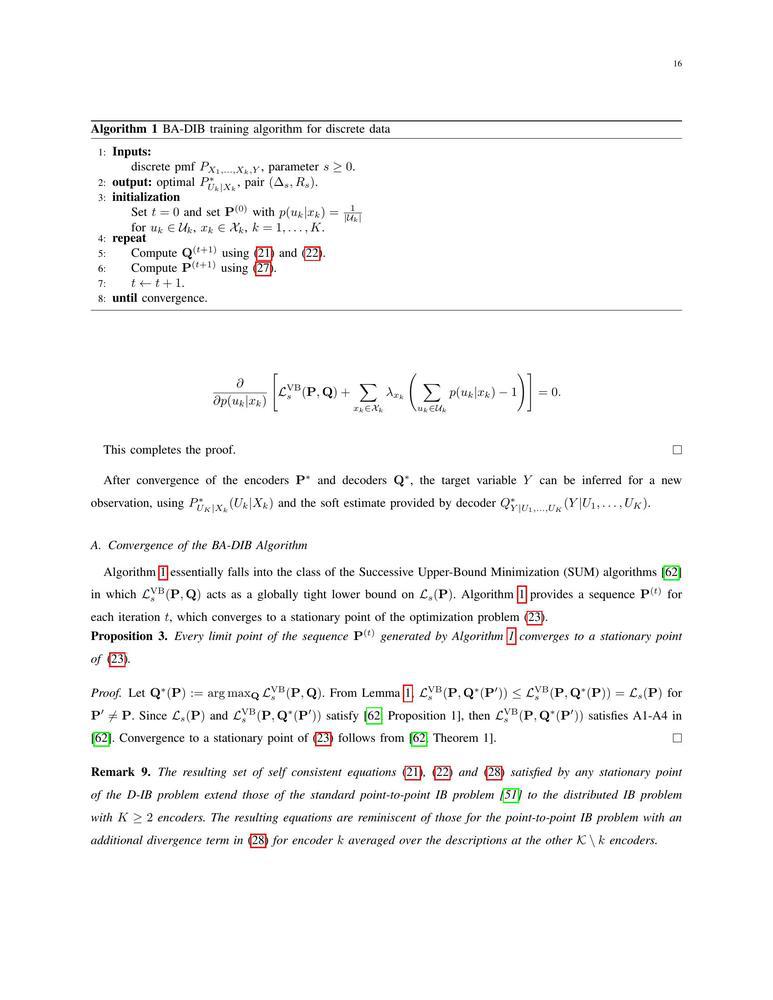 16
Algorithm 1 BA-DIB training algorithm for discrete data
1: Inputs:
discrete pmf $P_{X_1,\ldots,X_k,Y}$, parameter $s \geq 0$.
2: output: optimal $P^*_{U_k|X_k}$, pair $(\Delta_s, R_s)$.
3: initialization
Set $t = 0$ and set $\mathbf{P}^{(0)}$ with $p(u_k|x_k) = \frac{1}{|\mathcal{U}_k|}$
for $u_k \in \mathcal{U}_k$, $x_k \in \mathcal{X}_k$, $k = 1, \ldots, K$.
4: repeat
5: Compute $\mathbf{Q}^{(t+1)}$ using (21) and (22).
6: Compute $\mathbf{P}^{(t+1)}$ using (27).
7: $t \leftarrow t + 1$.
8: until convergence.
$\frac{\partial}{\partial p(u_k|x_k)} \left[ \mathcal{L}_s^{\mathrm{VB}}(\mathbf{P}, \mathbf{Q}) + \sum_{x_k \in \mathcal{X}_k} \lambda_{x_k} \left( \sum_{u_k \in \mathcal{U}_k} p(u_k|x_k) - 1 \right) \right] = 0.$
This completes the proof. □
After convergence of the encoders $\mathbf{P}^*$ and decoders $\mathbf{Q}^*$, the target variable $Y$ can be inferred for a new
observation, using $P^*_{U_K|X_k}(U_k|X_k)$ and the soft estimate provided by decoder $Q^*_{Y|U_1,\ldots,U_K}(Y|U_1, \ldots, U_K)$.
A. Convergence of the BA-DIB Algorithm
Algorithm 1 essentially falls into the class of the Successive Upper-Bound Minimization (SUM) algorithms [62]
in which $\mathcal{L}_s^{\mathrm{VB}}(\mathbf{P}, \mathbf{Q})$ acts as a globally tight lower bound on $\mathcal{L}_s(\mathbf{P})$. Algorithm 1 provides a sequence $\mathbf{P}^{(t)}$ for
each iteration $t$, which converges to a stationary point of the optimization problem (23).
Proposition 3. Every limit point of the sequence $\mathbf{P}^{(t)}$ generated by Algorithm 1 converges to a stationary point
of (23).
Proof. Let $\mathbf{Q}^*(\mathbf{P}) := \arg\max_{\mathbf{Q}} \mathcal{L}_s^{\mathrm{VB}}(\mathbf{P}, \mathbf{Q})$. From Lemma 1, $\mathcal{L}_s^{\mathrm{VB}}(\mathbf{P}, \mathbf{Q}^*(\mathbf{P}')) \leq \mathcal{L}_s^{\mathrm{VB}}(\mathbf{P}, \mathbf{Q}^*(\mathbf{P})) = \mathcal{L}_s(\mathbf{P})$ for
$\mathbf{P}' \neq \mathbf{P}$. Since $\mathcal{L}_s(\mathbf{P})$ and $\mathcal{L}_s^{\mathrm{VB}}(\mathbf{P}, \mathbf{Q}^*(\mathbf{P}'))$ satisfy [62, Proposition 1], then $\mathcal{L}_s^{\mathrm{VB}}(\mathbf{P}, \mathbf{Q}^*(\mathbf{P}'))$ satisfies A1-A4 in
[62]. Convergence to a stationary point of (23) follows from [62, Theorem 1]. □
Remark 9. The resulting set of self consistent equations (21), (22) and (28) satisfied by any stationary point
of the D-IB problem extend those of the standard point-to-point IB problem [51] to the distributed IB problem
with $K \geq 2$ encoders. The resulting equations are reminiscent of those for the point-to-point IB problem with an
additional divergence term in (28) for encoder $k$ averaged over the descriptions at the other $\mathcal{K} \setminus k$ encoders.